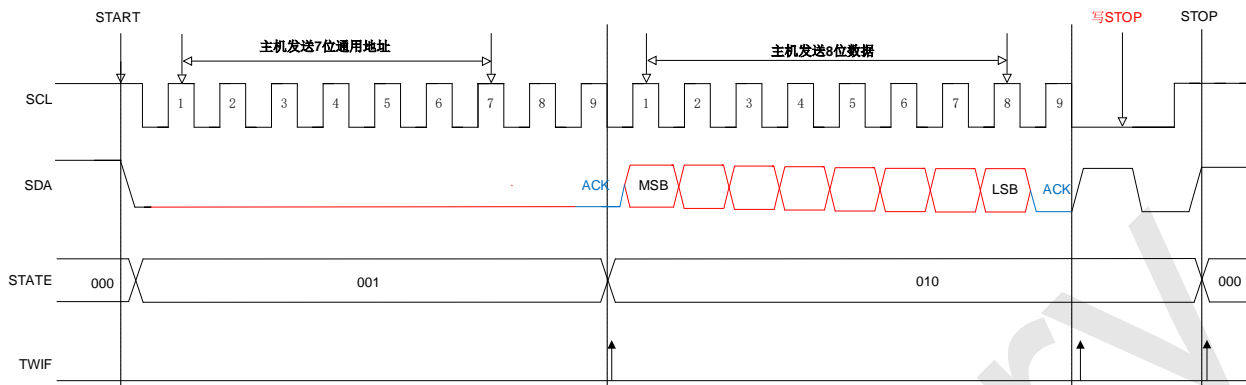 START
写STOP
STOP
主机发送7位通用地址
主机发送8位数据
SCL
1 2 3 4 5 6 7 8 9 1 2 3 4 5 6 7 8 9
SDA
ACK MSB LSB ACK
STATE
000 001 010 000
TWIF